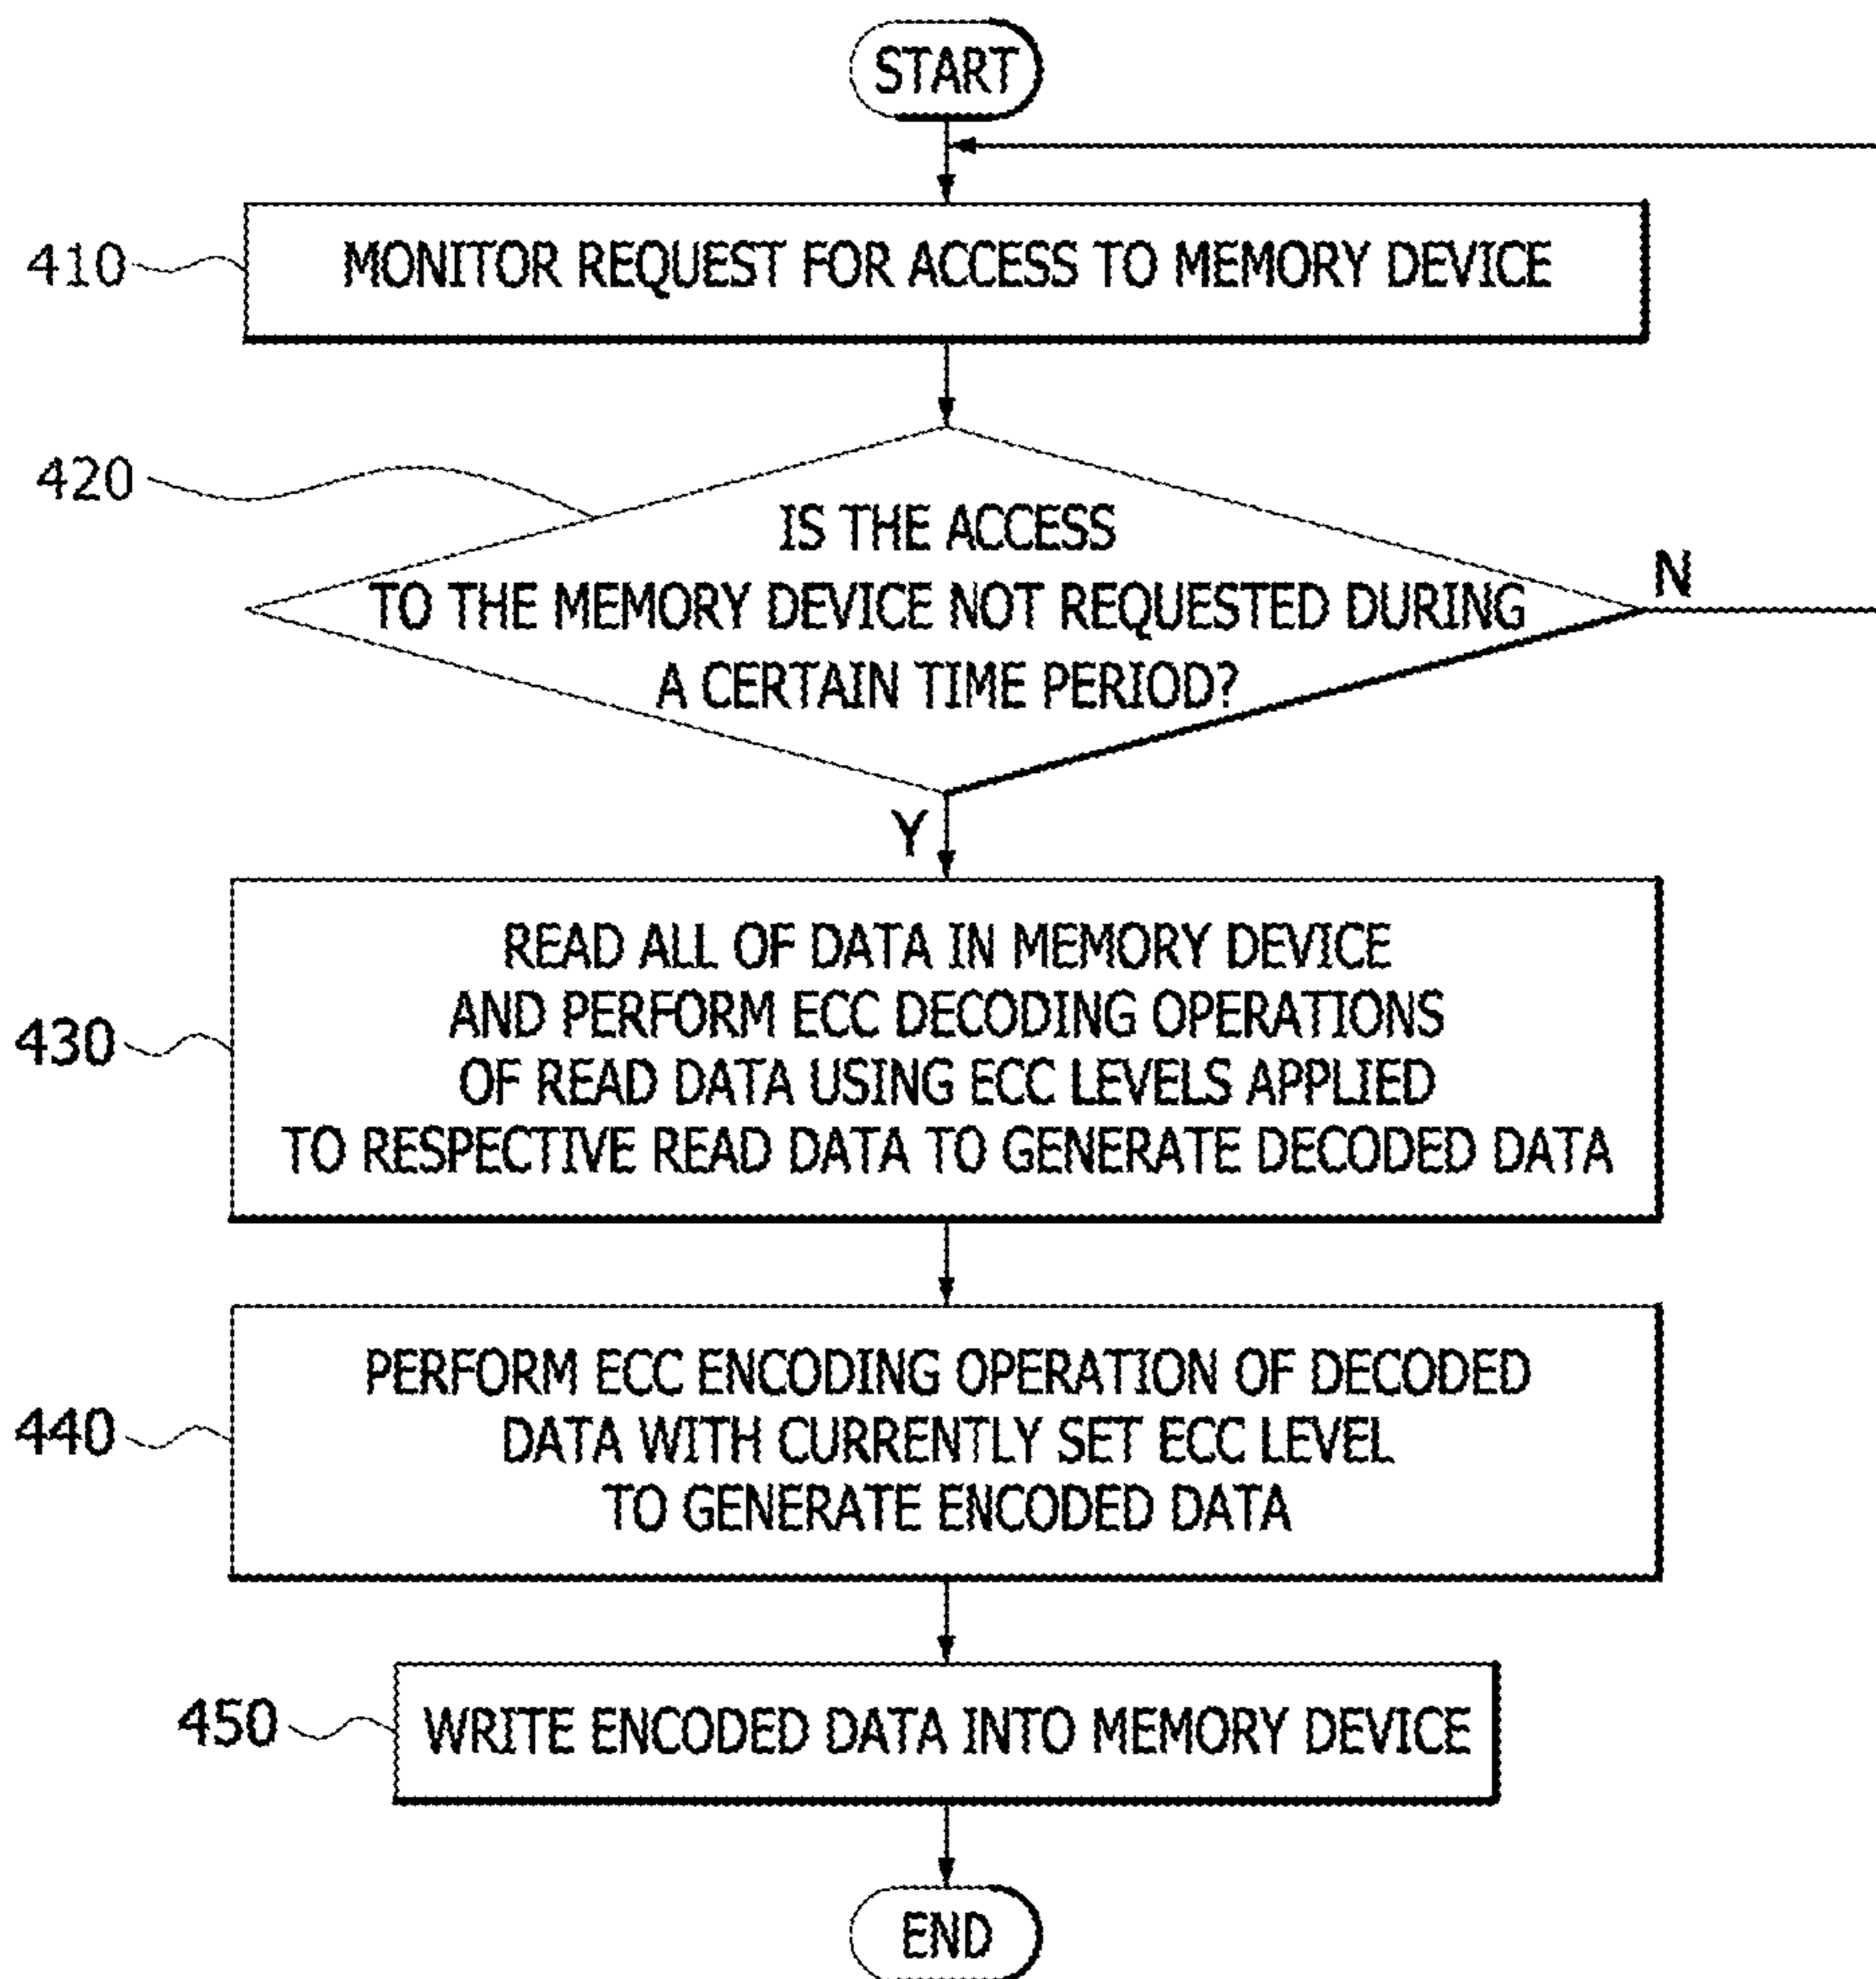 START
410
MONITOR REQUEST FOR ACCESS TO MEMORY DEVICE
420
IS THE ACCESS
TO THE MEMORY DEVICE NOT REQUESTED DURING
A CERTAIN TIME PERIOD?
N
Y
430
READ ALL OF DATA IN MEMORY DEVICE
AND PERFORM ECC DECODING OPERATIONS
OF READ DATA USING ECC LEVELS APPLIED
TO RESPECTIVE READ DATA TO GENERATE DECODED DATA
440
PERFORM ECC ENCODING OPERATION OF DECODED
DATA WITH CURRENTLY SET ECC LEVEL
TO GENERATE ENCODED DATA
450
WRITE ENCODED DATA INTO MEMORY DEVICE
END